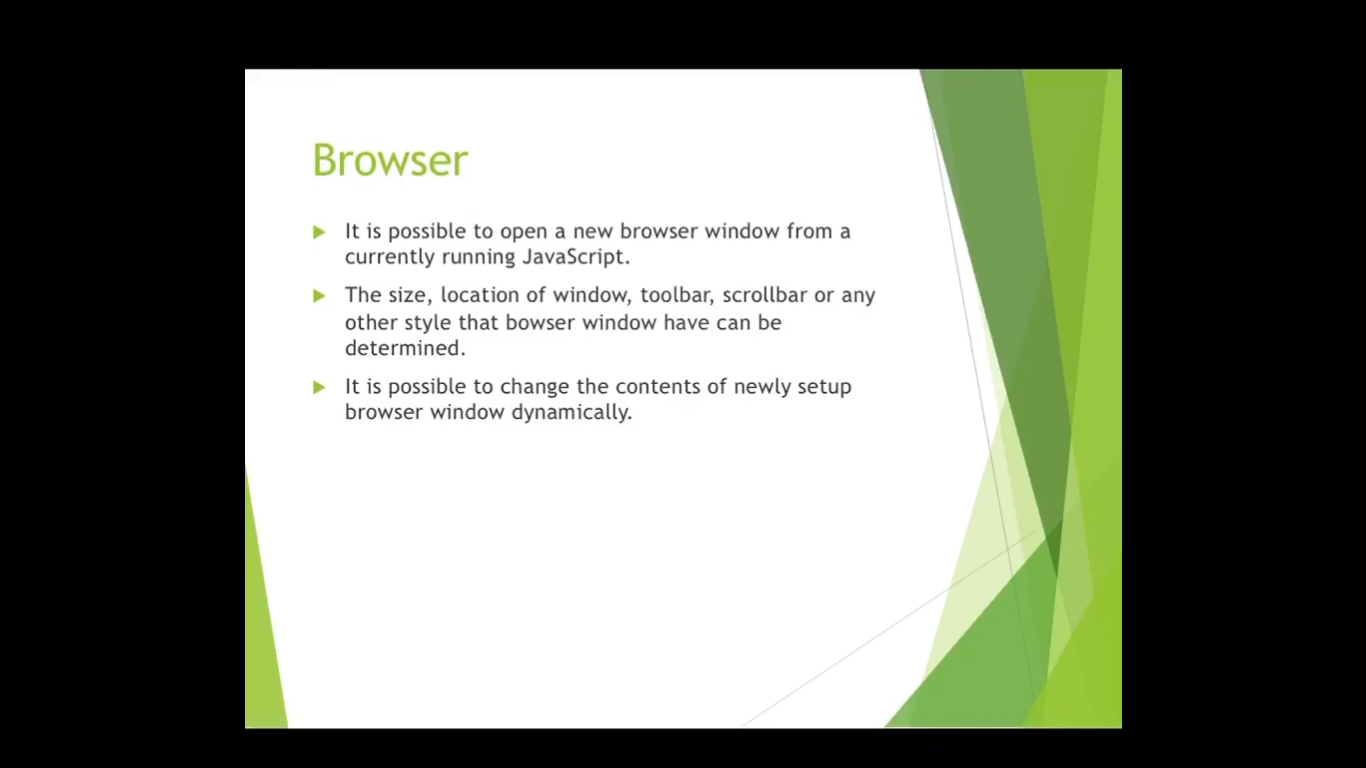 Browser
It is possible to open a new browser window from a
currently running JavaScript.
The size, location of window, toolbar, scrollbar or any
other style that bowser window have can be
determined.
It is possible to change the contents of newly setup
browser window dynamically.